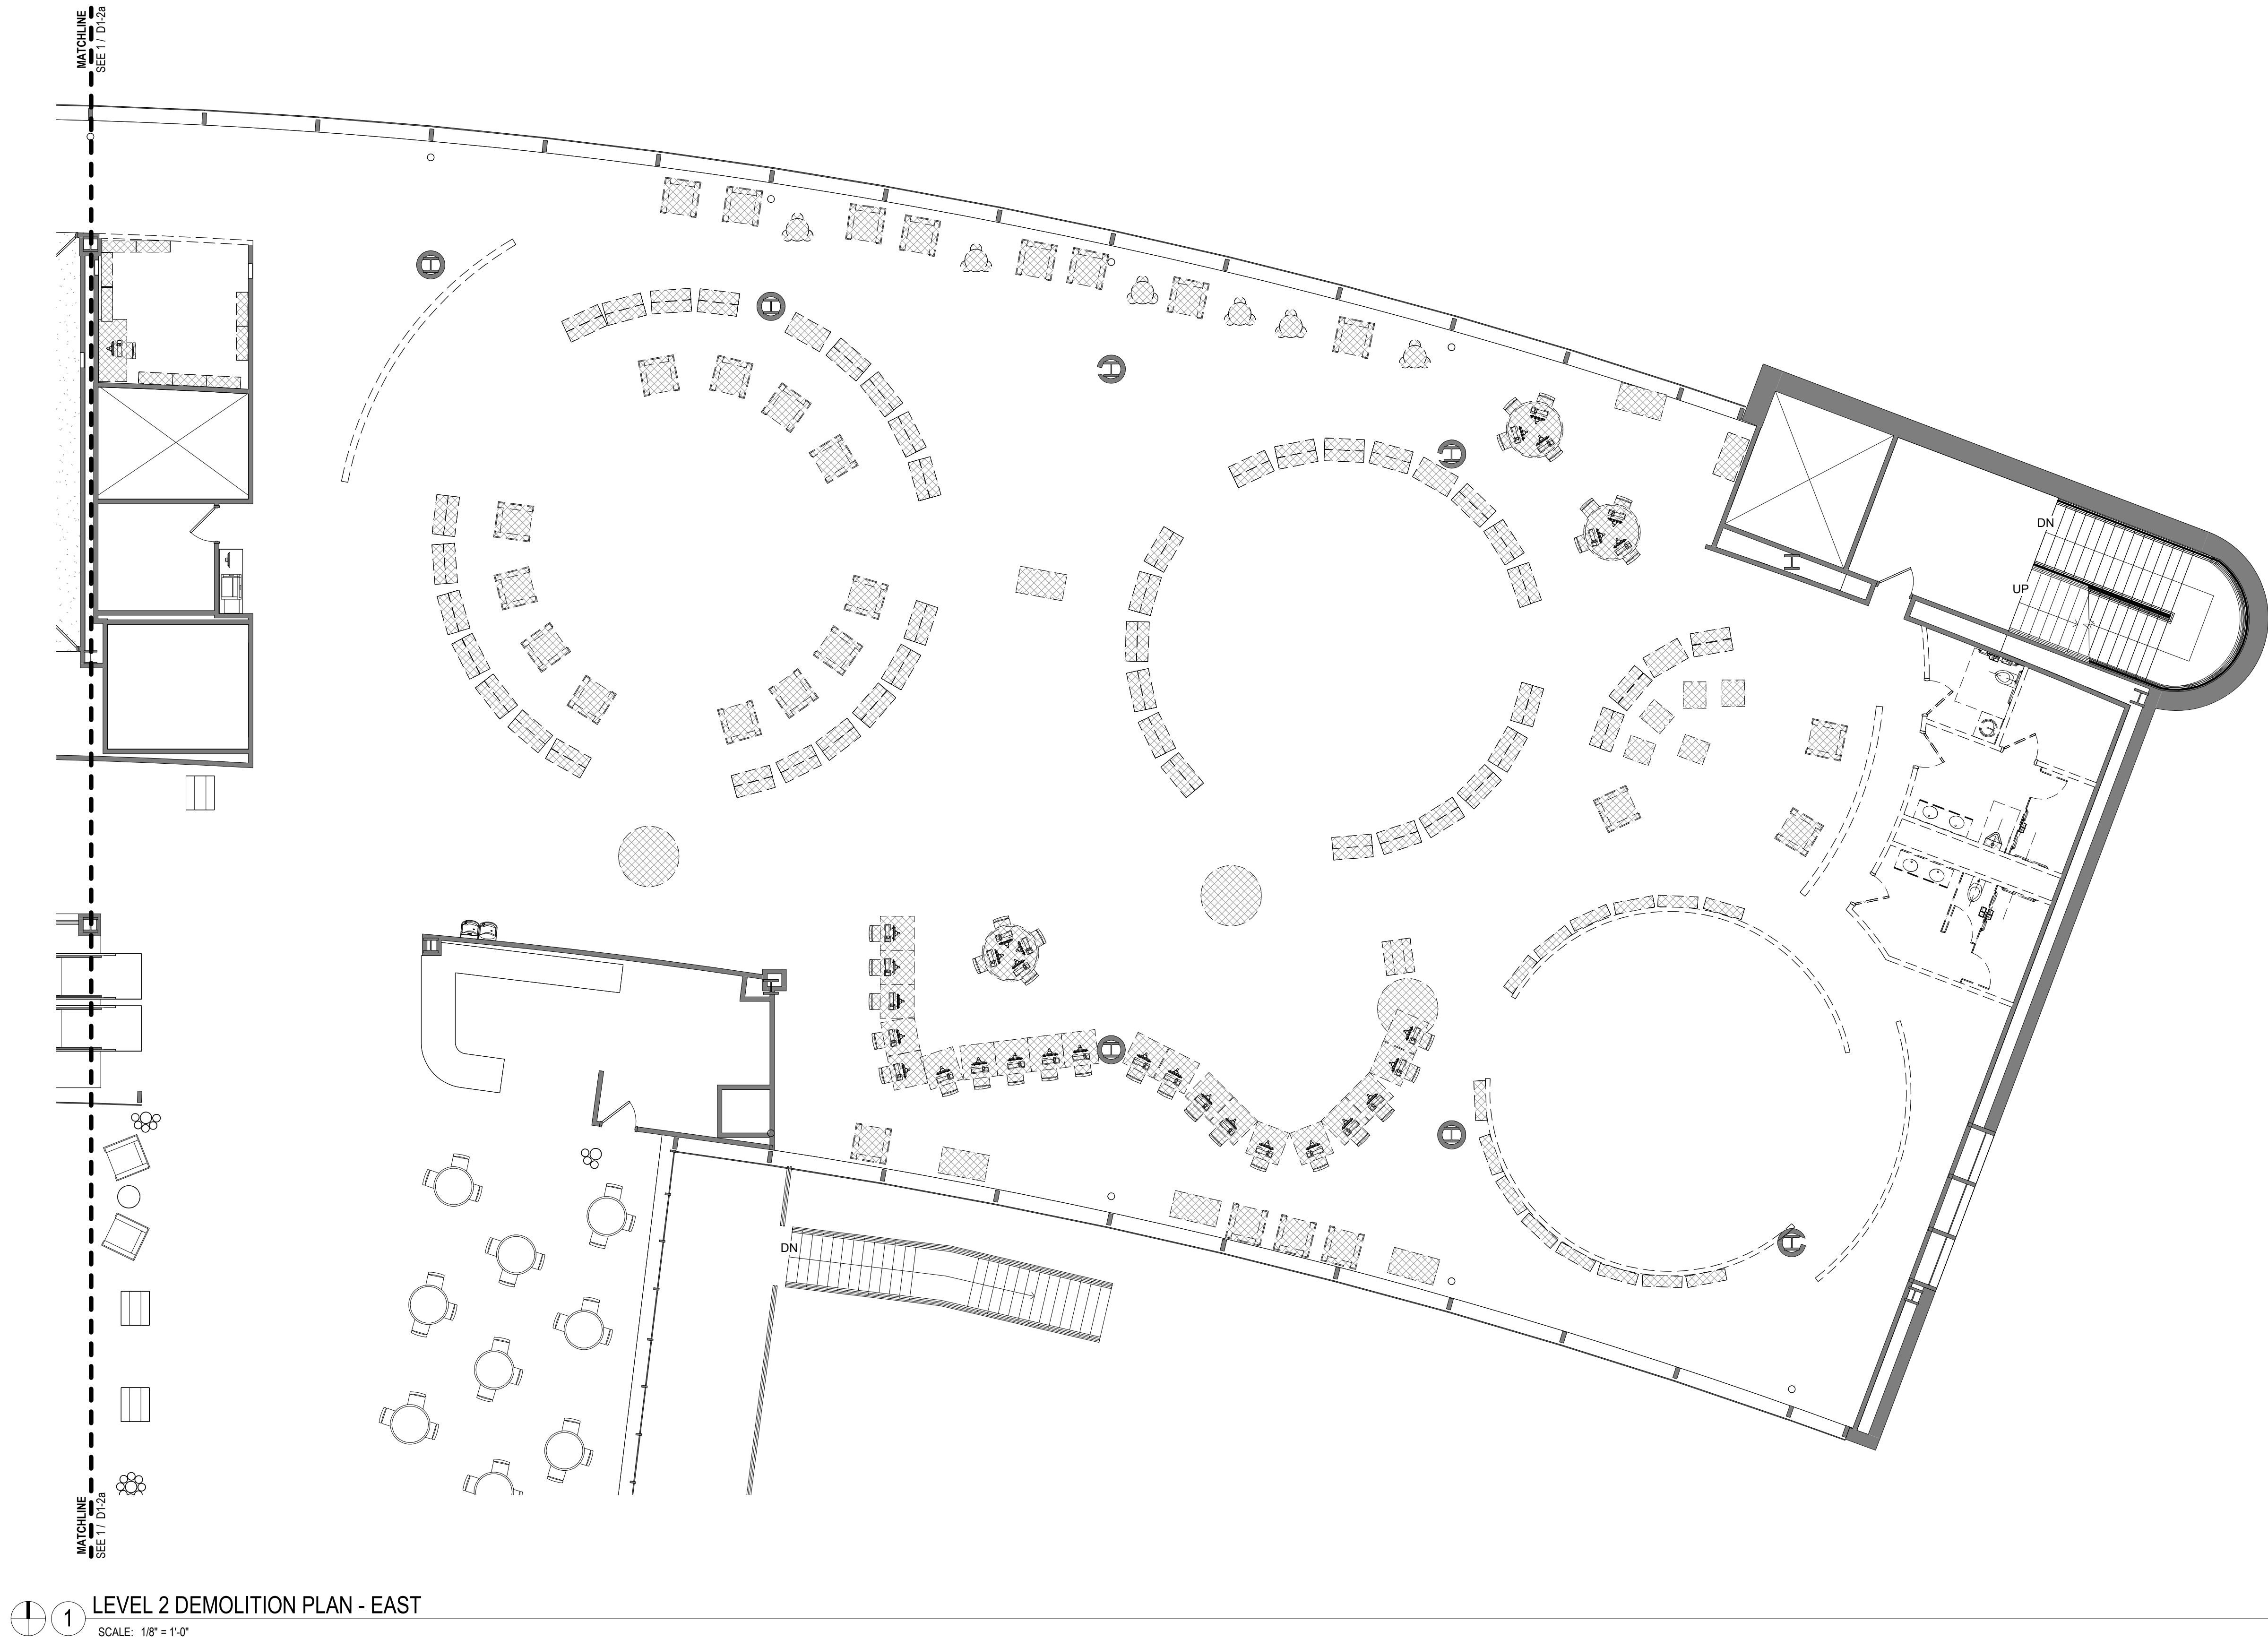 MATCHLINE
SEE 1 / D1-2a
DN
UP
DN
MATCHLINE
SEE 1 / D1-2a
1
LEVEL 2 DEMOLITION PLAN - EAST
SCALE: 1/8" = 1'-0"